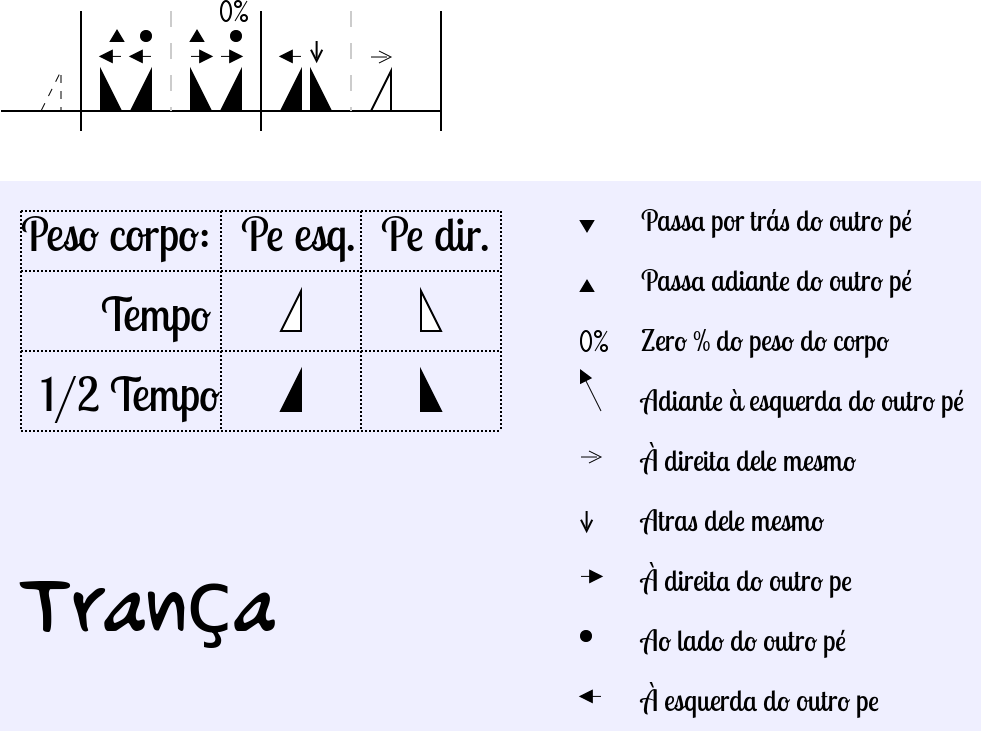 0%
Peso corpo: Pe esq. Pe dir.
Tempo
1/2 Tempo
TranÇa
Passa por trás do outro pé
Passa adiante do outro pé
0% Zero % do peso do corpo
Adiante à esquerda do outro pé
À direita dele mesmo
Atras dele mesmo
À direita do outro pe
Ao lado do outro pé
À esquerda do outro pe